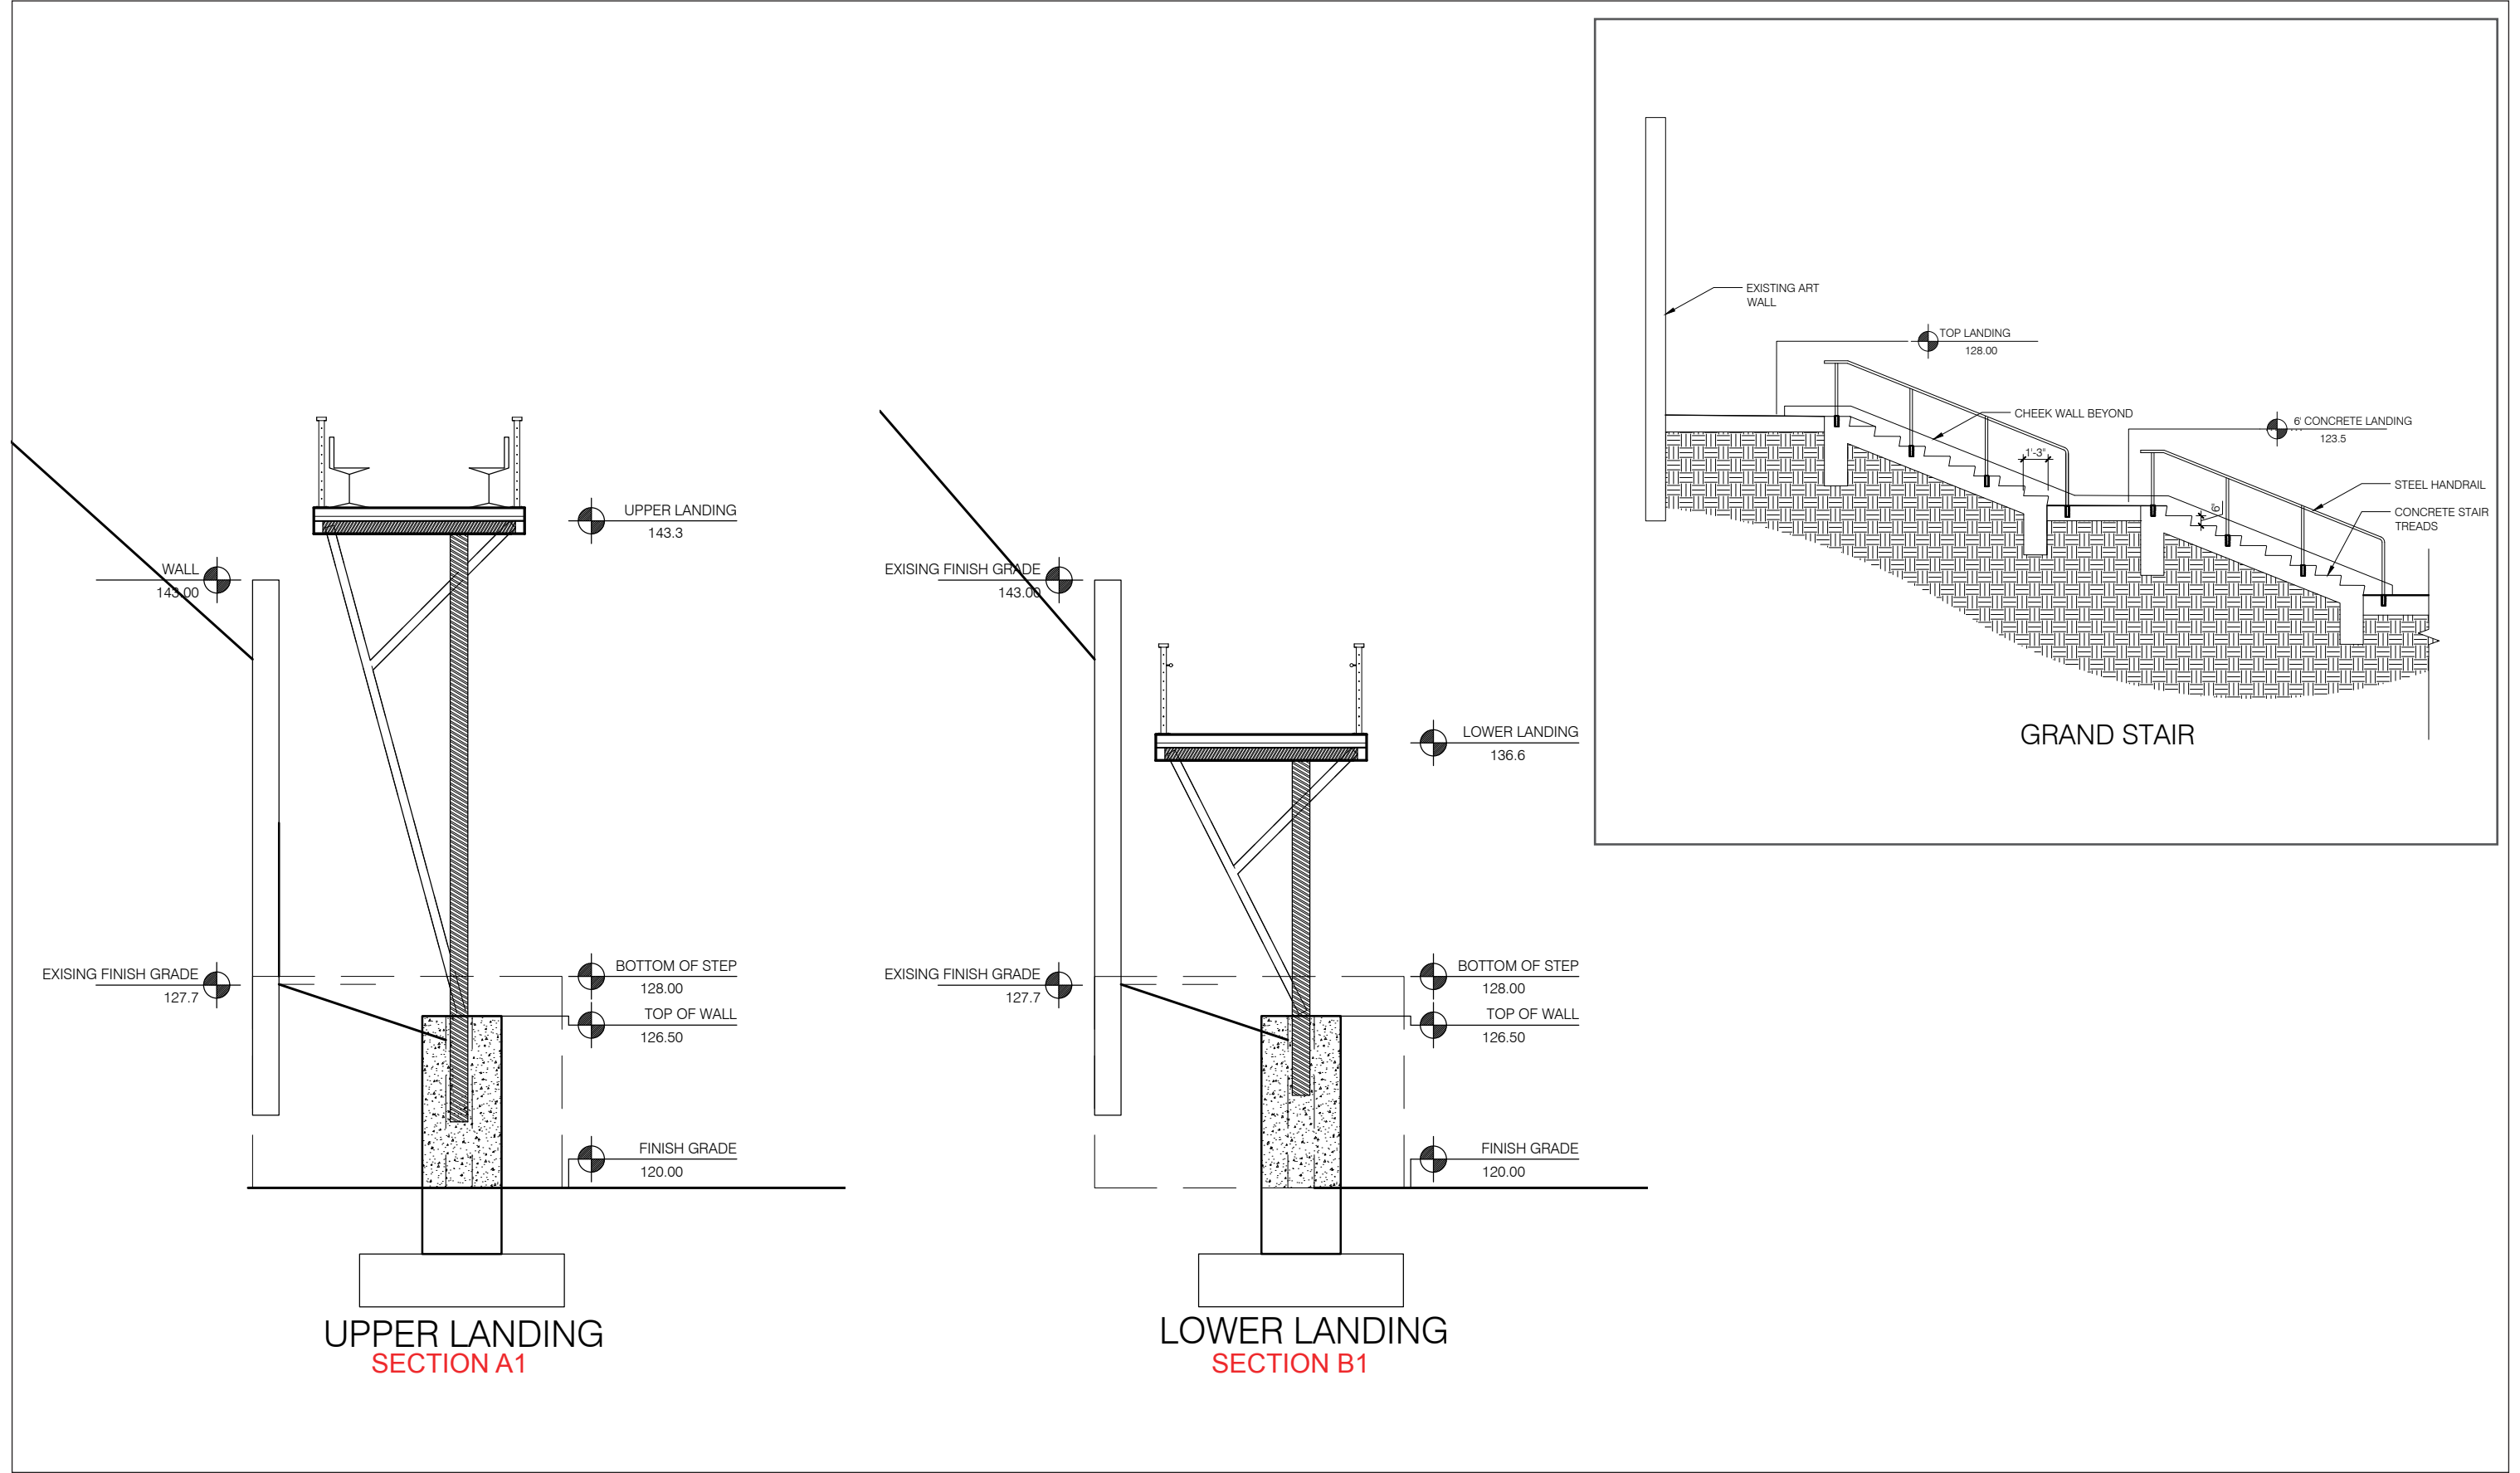 UPPER LANDING
143.3
WALL
143.00
EXISING FINISH GRADE
127.7
BOTTOM OF STEP
128.00
TOP OF WALL
126.50
FINISH GRADE
120.00
UPPER LANDING
SECTION A1
EXISING FINISH GRADE
143.00
LOWER LANDING
136.6
EXISING FINISH GRADE
127.7
BOTTOM OF STEP
128.00
TOP OF WALL
126.50
FINISH GRADE
120.00
LOWER LANDING
SECTION B1
EXISTING ART
WALL
TOP LANDING
128.00
CHEEK WALL BEYOND
6' CONCRETE LANDING
123.5
1'-3"
6"
STEEL HANDRAIL
CONCRETE STAIR
TREADS
GRAND STAIR